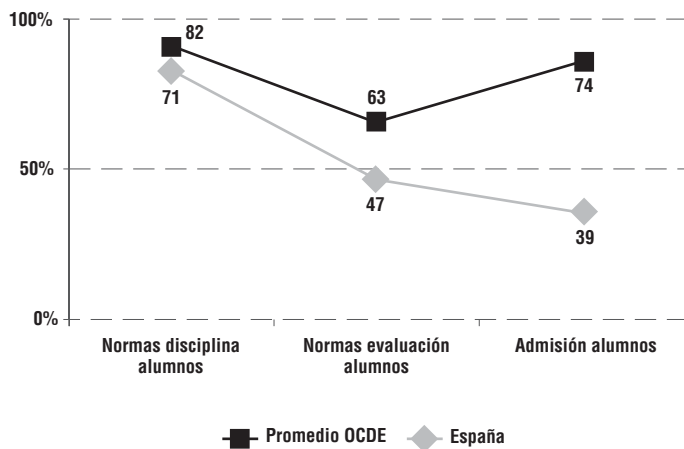 100%
82
71
63
74
50%
47
39
0%
Normas disciplina
alumnos
Normas evaluación
alumnos
Admisión alumnos
Promedio OCDE
España